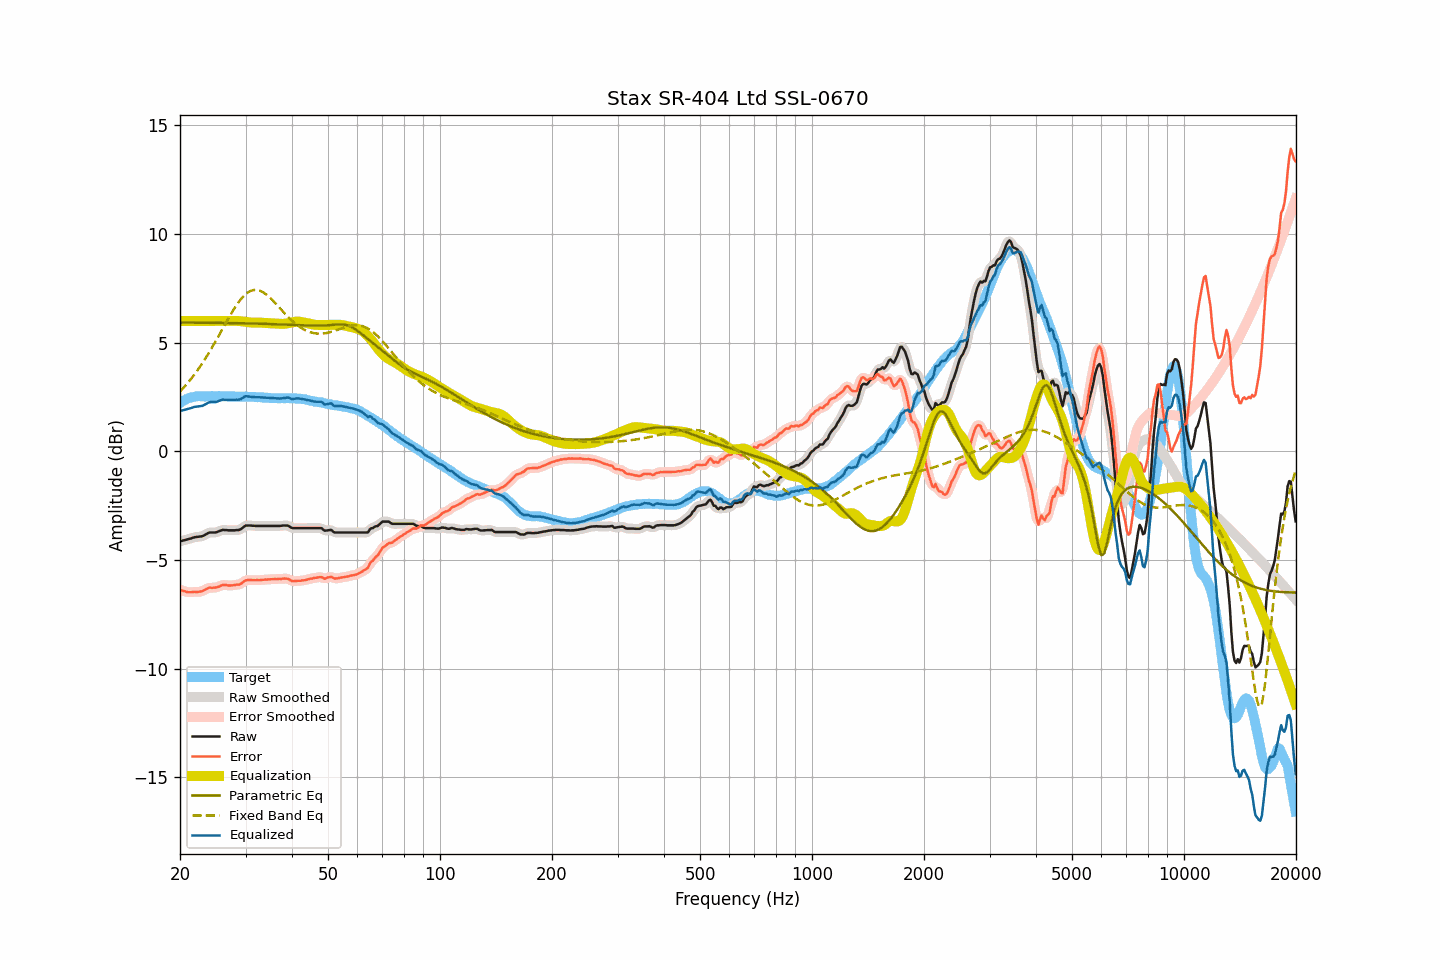 Stax SR-404 Ltd SSL-0670
15
10
5
0
−5
−10
−15
Amplitude (dBr)
Target
Raw Smoothed
Error Smoothed
Raw
Error
Equalization
Parametric Eq
Fixed Band Eq
Equalized
20 50 100 200 500 1000 2000 5000 10000 20000
Frequency (Hz)